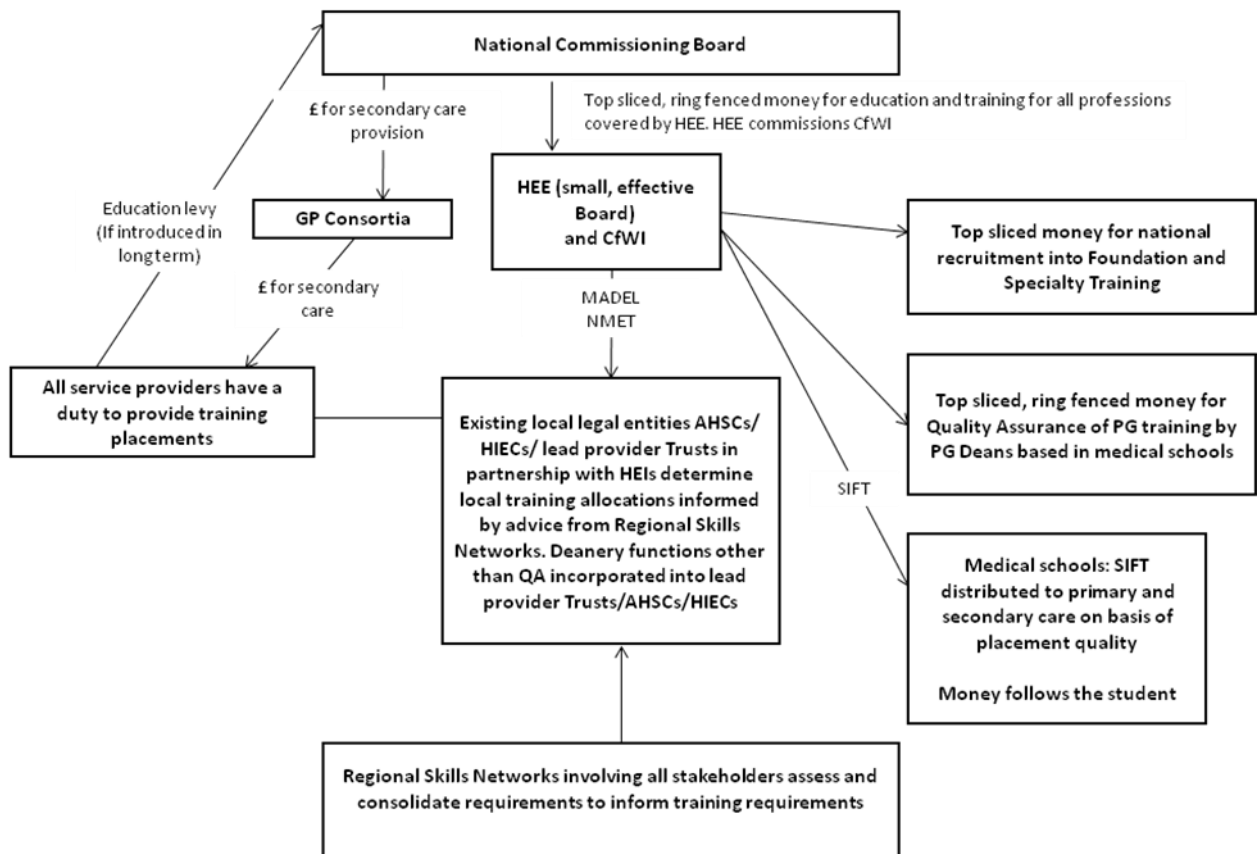 National Commissioning Board
£ for secondary care
provision
Top sliced, ring fenced money for education and training for all professions
covered by HEE. HEE commissions CfWI
Education levy
(If introduced in
long term)
GP Consortia
HEE (small, effective
Board)
and CfWI
Top sliced money for national
recruitment into Foundation and
Specialty Training
£ for secondary
care
MADEL
NMET
All service providers have a
duty to provide training
placements
Existing local legal entities AHSCs/
HIECs/ lead provider Trusts in
partnership with HEIs determine
local training allocations informed
by advice from Regional Skills
Networks. Deanery functions other
than QA incorporated into lead
provider Trusts/AHSCs/HIECs
Top sliced, ring fenced money for
Quality Assurance of PG training by
PG Deans based in medical schools
SIFT
Medical schools: SIFT
distributed to primary and
secondary care on basis of
placement quality
Money follows the student
Regional Skills Networks involving all stakeholders assess and
consolidate requirements to inform training requirements